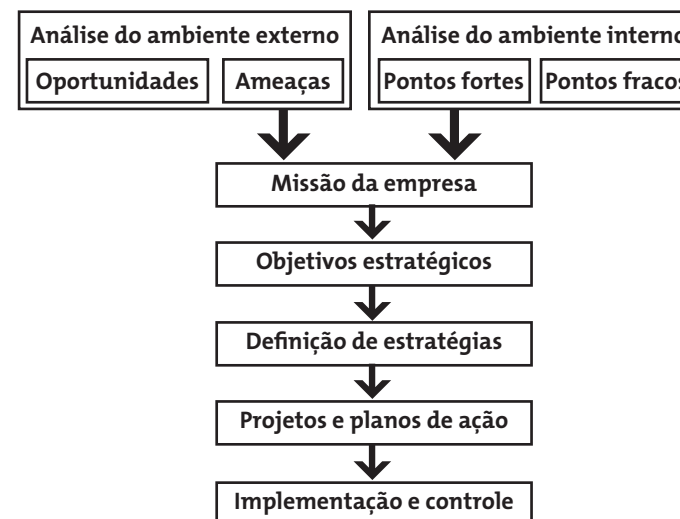 Análise do ambiente externo
Oportunidades
Ameaças
Análise do ambiente interno
Pontos fortes
Pontos fracos
Missão da empresa
Objetivos estratégicos
Definição de estratégias
Projetos e planos de ação
Implementação e controle